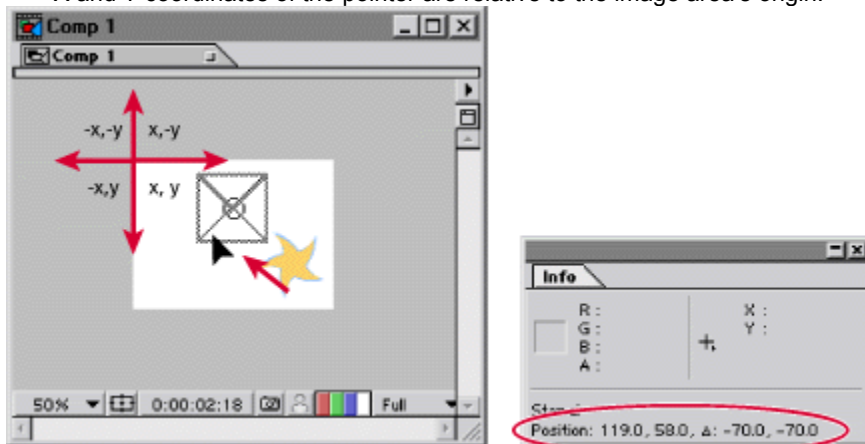 X and Y coordinates of the pointer are relative to the image area's origin.
Comp 1
Comp 1
-x,-y x,-y
-x,y x, y
50% 0:00:02:18 Full
Info
R :
G :
B :
A :
X :
Y :
Position: 119.0, 58.0, Δ: -70.0, -70.0